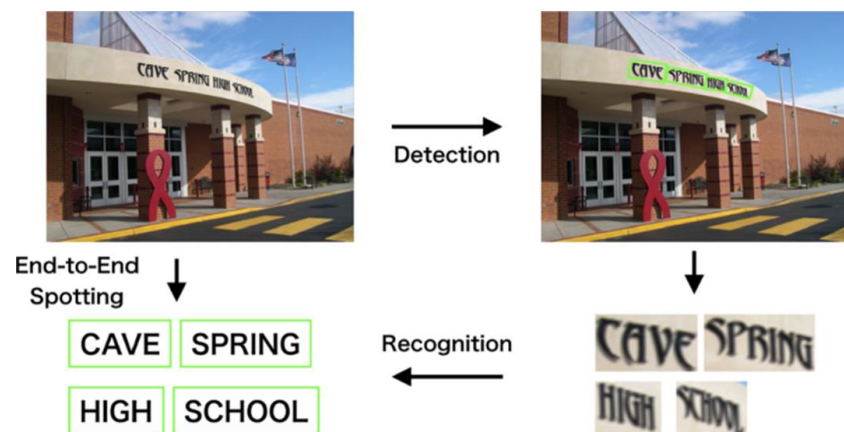 CAVE SPRING HIGH SCHOOL
CAVE SPRING HIGH SCHOOL
Detection
End-to-End
Spotting
CAVE SPRING
HIGH SCHOOL
Recognition
CAVE SPRING
HIGH SCHOOL